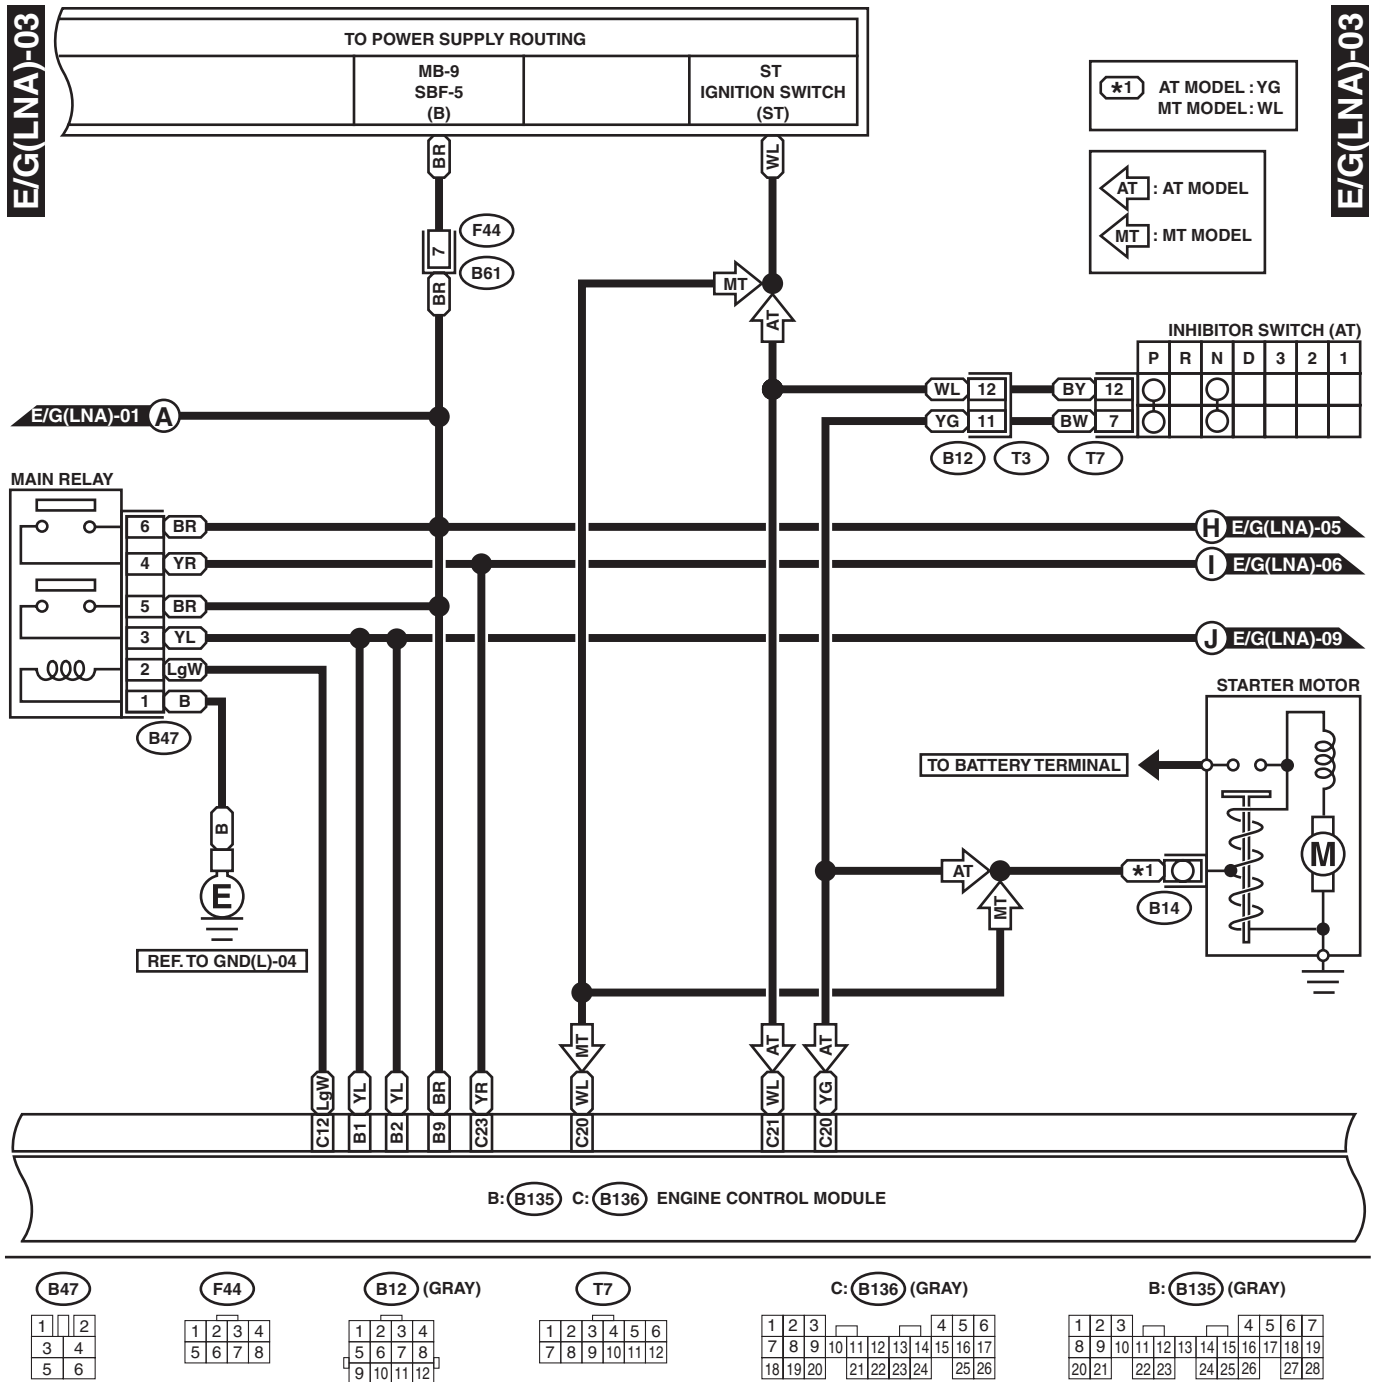 E/G(LNA)-03
E/G(LNA)-03
TO POWER SUPPLY ROUTING
MB-9
SBF-5
(B)
ST
IGNITION SWITCH
(ST)
*1 AT MODEL : YG
MT MODEL : WL
AT : AT MODEL
MT : MT MODEL
BR
WL
7
F44
B61
BR
MT
AT
INHIBITOR SWITCH (AT)
P R N D 3 2 1
WL 12 BY 12
YG 11 BW 7
B12 T3 T7
E/G(LNA)-01 A
MAIN RELAY
6 BR
H E/G(LNA)-05
4 YR
I E/G(LNA)-06
5 BR
3 YL
J E/G(LNA)-09
2 LgW
1 B
B47
STARTER MOTOR
TO BATTERY TERMINAL
B
E
REF. TO GND(L)-04
AT
*1
M
MT
B14
MT AT AT
LgW YL YL BR YR WL WL YG
C12 B1 B2 B9 C23 C20 C21 C20
B: B135 C: B136 ENGINE CONTROL MODULE
B47
1 2
3 4
5 6
F44
1 2 3 4
5 6 7 8
B12 (GRAY)
1 2 3 4
5 6 7 8
9 10 11 12
T7
1 2 3 4 5 6
7 8 9 10 11 12
C: B136 (GRAY)
1 2 3 4 5 6
7 8 9 10 11 12 13 14 15 16 17
18 19 20 21 22 23 24 25 26
B: B135 (GRAY)
1 2 3 4 5 6 7
8 9 10 11 12 13 14 15 16 17 18 19
20 21 22 23 24 25 26 27 28